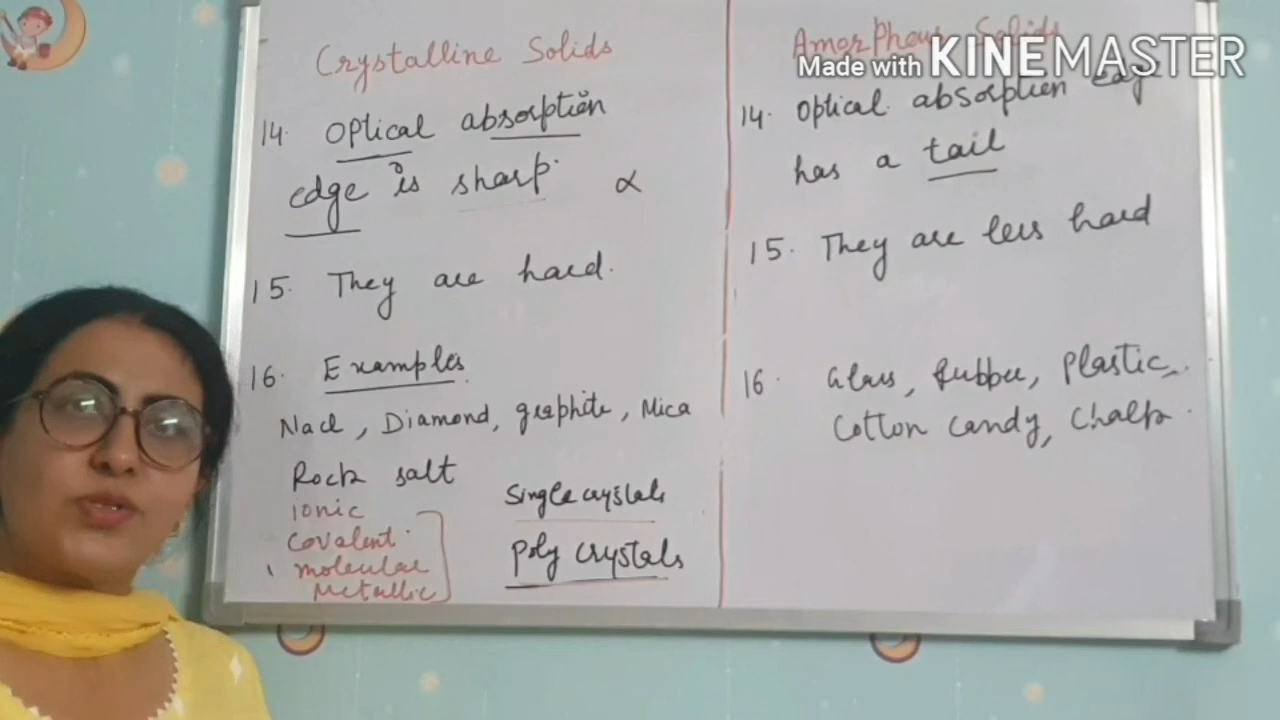 Crystalline Solids
14. Optical absorption
edge is sharp. α
15. They are hard.
16. Examples
Nacl, Diamond, graphite, Mica
Rock salt
ionic
Covalent
molecular
Metallic
Single crystals
Poly crystals
Amorphous Solids
Made with KINEMASTER
14. Optical absorption edge
has a tail
15. They are less hard
16. Glass, Rubber, Plastic,
Cotton candy, Chalk.